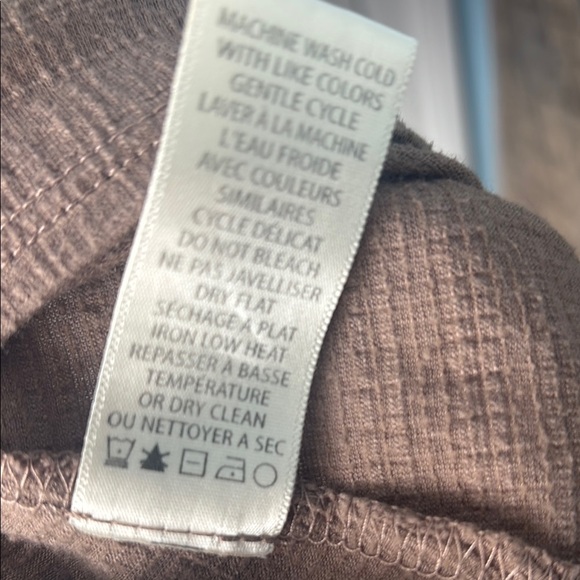 MACHINE WASH COLD
WITH LIKE COLORS
GENTLE CYCLE
LAVER À LA MACHINE
L'EAU FROIDE
AVEC COULEURS
SIMILAIRES
CYCLE DÉLICAT
DO NOT BLEACH
NE PAS JAVELLISER
DRY FLAT
SÉCHAGE À PLAT
IRON LOW HEAT
REPASSER À BASSE
TEMPÉRATURE
OR DRY CLEAN
OU NETTOYER A SEC